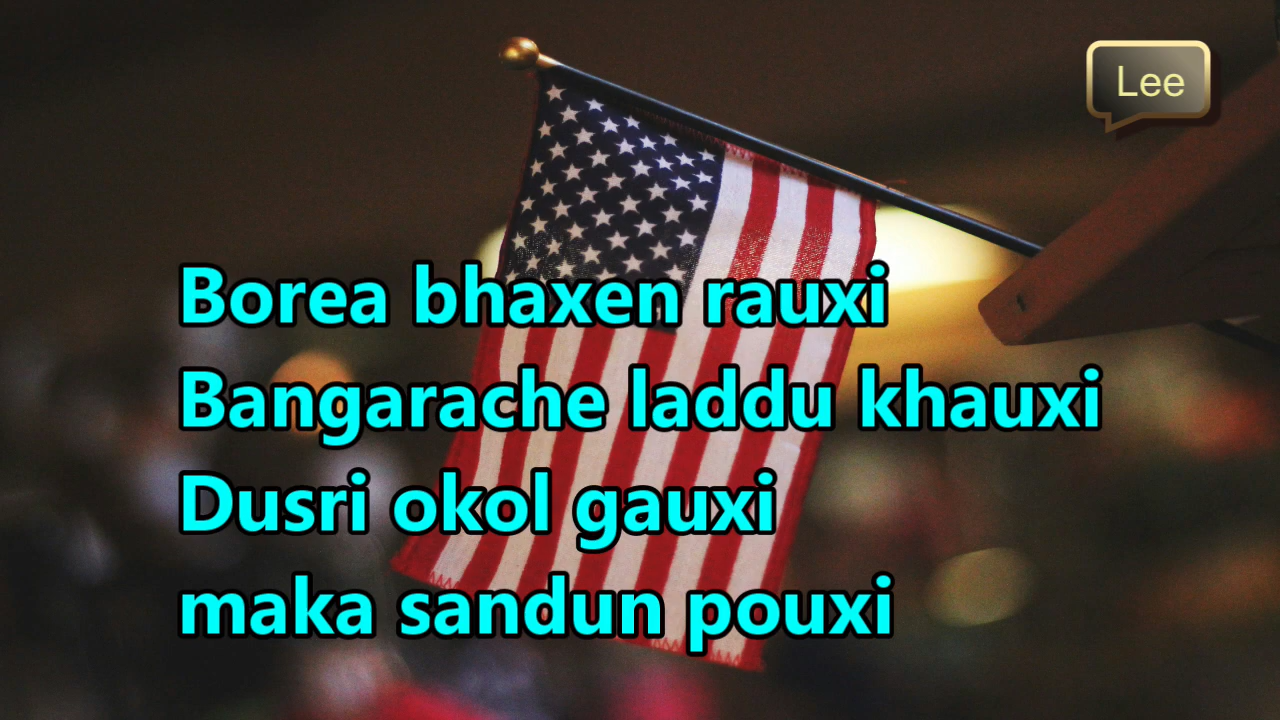 Lee
Borea bhaxen rauxi
Bangarache laddu khauxi
Dusri okol gauxi
maka sandun pouxi